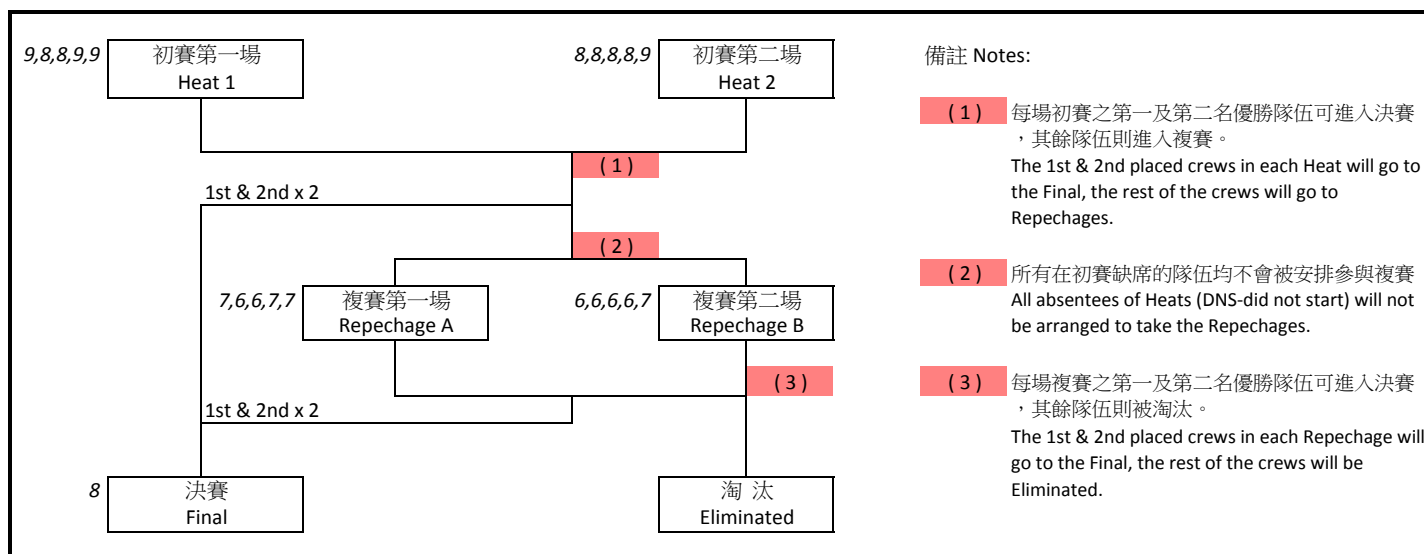 9,8,8,9,9
初賽第一場
Heat 1
8,8,8,8,9
初賽第二場
Heat 2
( 1 )
1st & 2nd x 2
( 2 )
7,6,6,7,7
複賽第一場
Repechage A
6,6,6,6,7
複賽第二場
Repechage B
( 3 )
1st & 2nd x 2
8
決賽
Final
淘 汰
Eliminated
備註 Notes:
( 1 ) 每場初賽之第一及第二名優勝隊伍可進入決賽
，其餘隊伍則進入複賽。
The 1st & 2nd placed crews in each Heat will go to
the Final, the rest of the crews will go to
Repechages.
( 2 ) 所有在初賽缺席的隊伍均不會被安排參與複賽
All absentees of Heats (DNS-did not start) will not
be arranged to take the Repechages.
( 3 ) 每場複賽之第一及第二名優勝隊伍可進入決賽
，其餘隊伍則被淘汰。
The 1st & 2nd placed crews in each Repechage will
go to the Final, the rest of the crews will be
Eliminated.